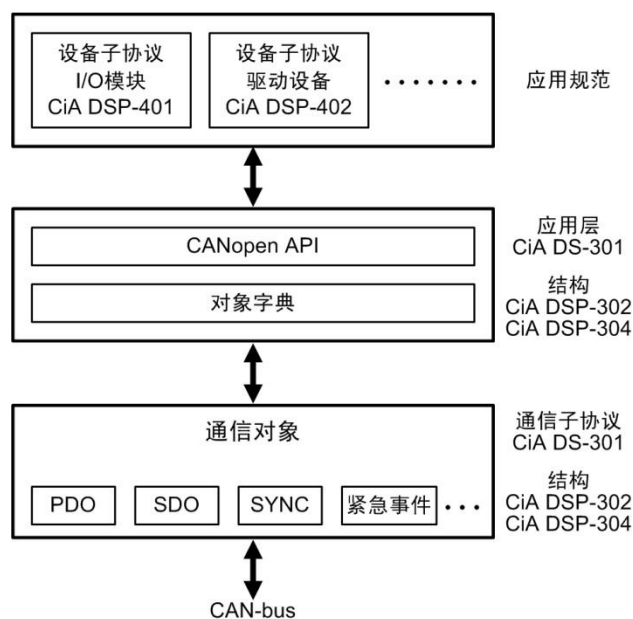 设备子协议
I/O模块
CiA DSP-401
设备子协议
驱动设备
CiA DSP-402
应用规范
CANopen API
对象字典
应用层
CiA DS-301
结构
CiA DSP-302
CiA DSP-304
通信对象
PDO
SDO
SYNC
紧急事件
通信子协议
CiA DS-301
结构
CiA DSP-302
CiA DSP-304
CAN-bus